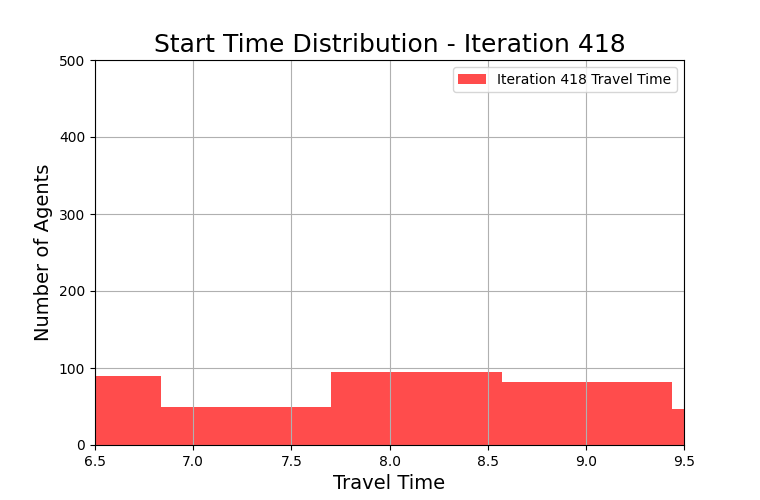 Start Time Distribution - Iteration 418
Iteration 418 Travel Time
Number of Agents
500
400
300
200
100
0
6.5 7.0 7.5 8.0 8.5 9.0 9.5
Travel Time